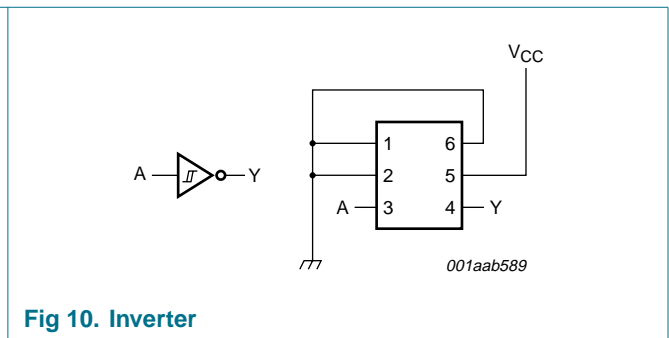 VCC
1 6
A Y 2 5
A 3 4 Y
001aab589
Fig 10. Inverter